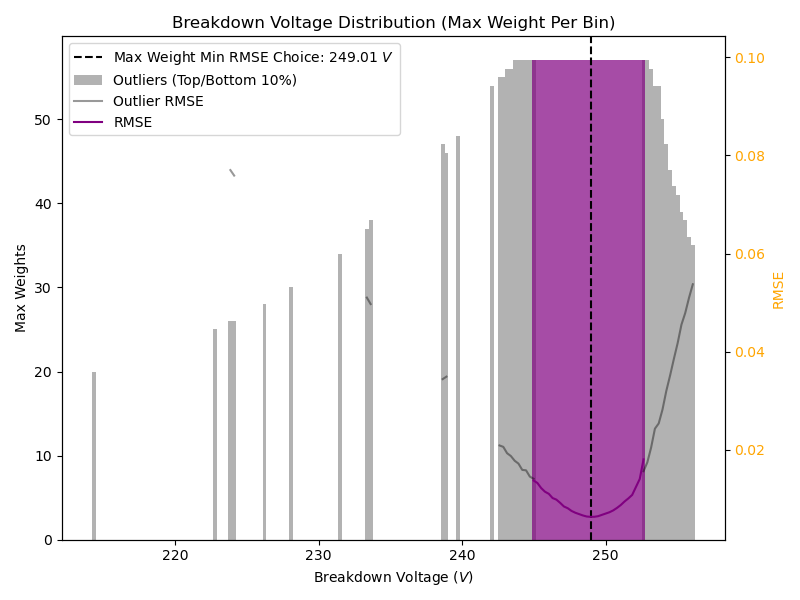 Breakdown Voltage Distribution (Max Weight Per Bin)
Max Weight Min RMSE Choice: 249.01 V
Outliers (Top/Bottom 10%)
Outlier RMSE
RMSE
Max Weights
50
40
30
20
10
0
0.10
0.08
0.06
0.04
0.02
RMSE
220
230
240
250
Breakdown Voltage (V)